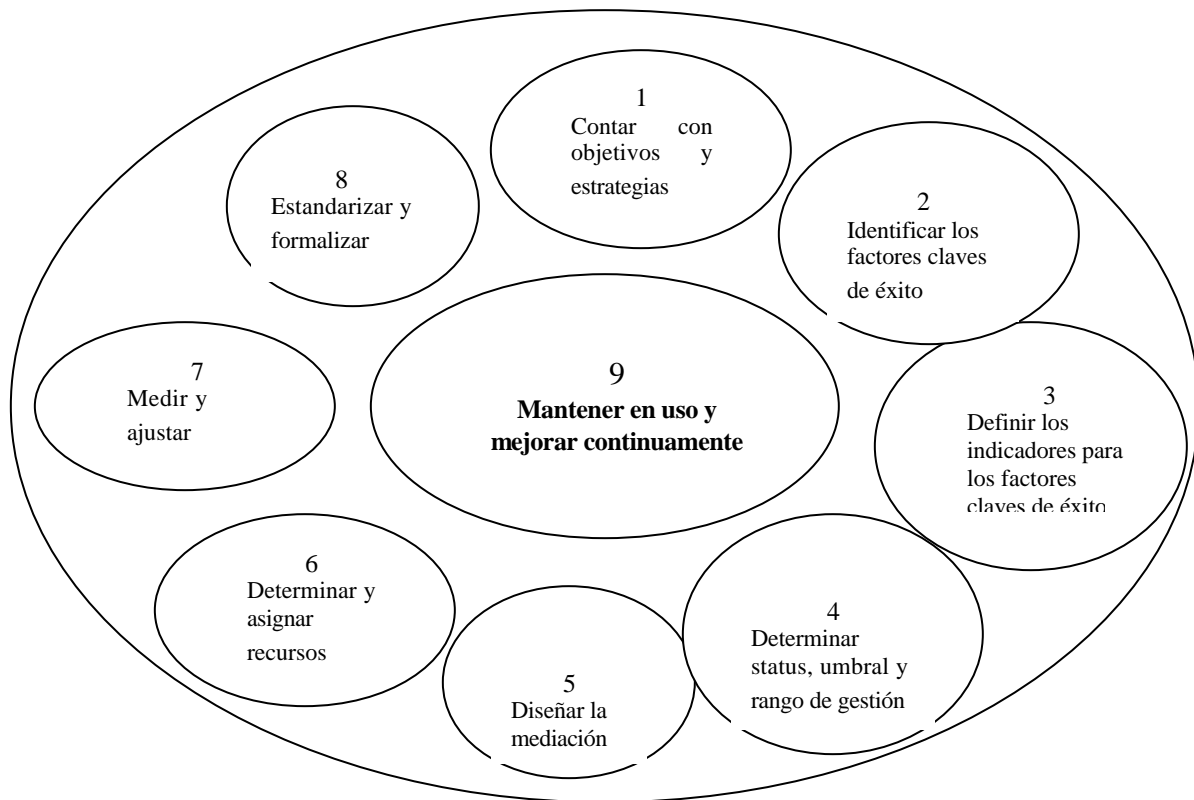 1
Contar con
objetivos y
estrategias
2
Identificar los
factores claves
de éxito
3
Definir los
indicadores para
los factores
claves de éxito
4
Determinar
status, umbral y
rango de gestión
5
Diseñar la
mediación
6
Determinar y
asignar
recursos
7
Medir y
ajustar
8
Estandarizar y
formalizar
9
Mantener en uso y
mejorar continuamente